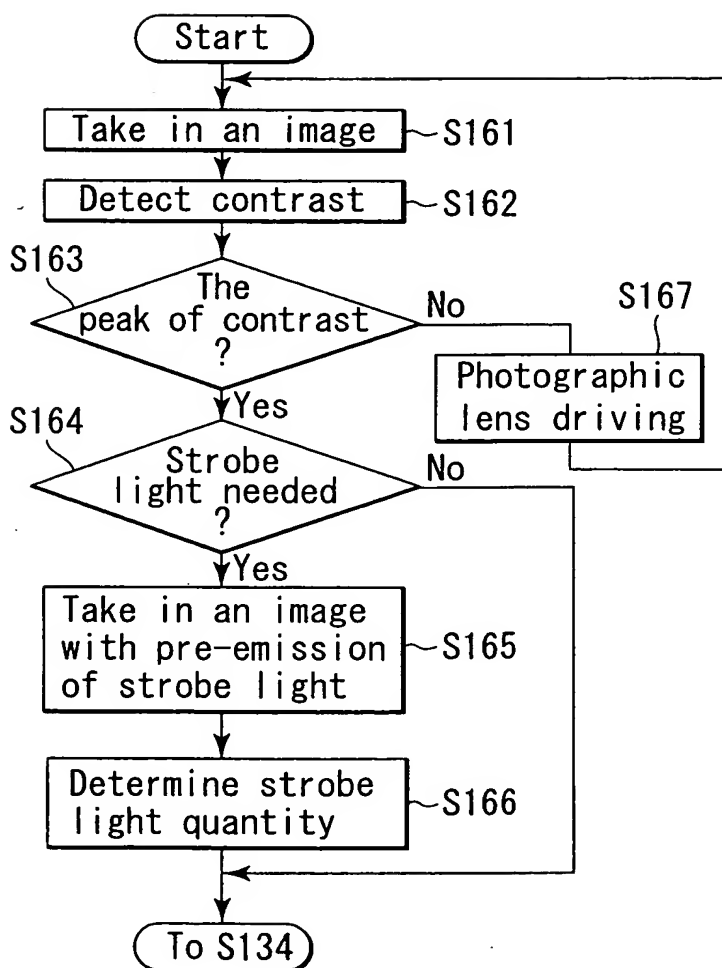 Start
Take in an image
S161
Detect contrast
S162
S163
The
peak of contrast
?
No
S167
Photographic
lens driving
Yes
S164
Strobe
light needed
?
No
Yes
Take in an image
with pre-emission
of strobe light
S165
Determine strobe
light quantity
S166
To S134